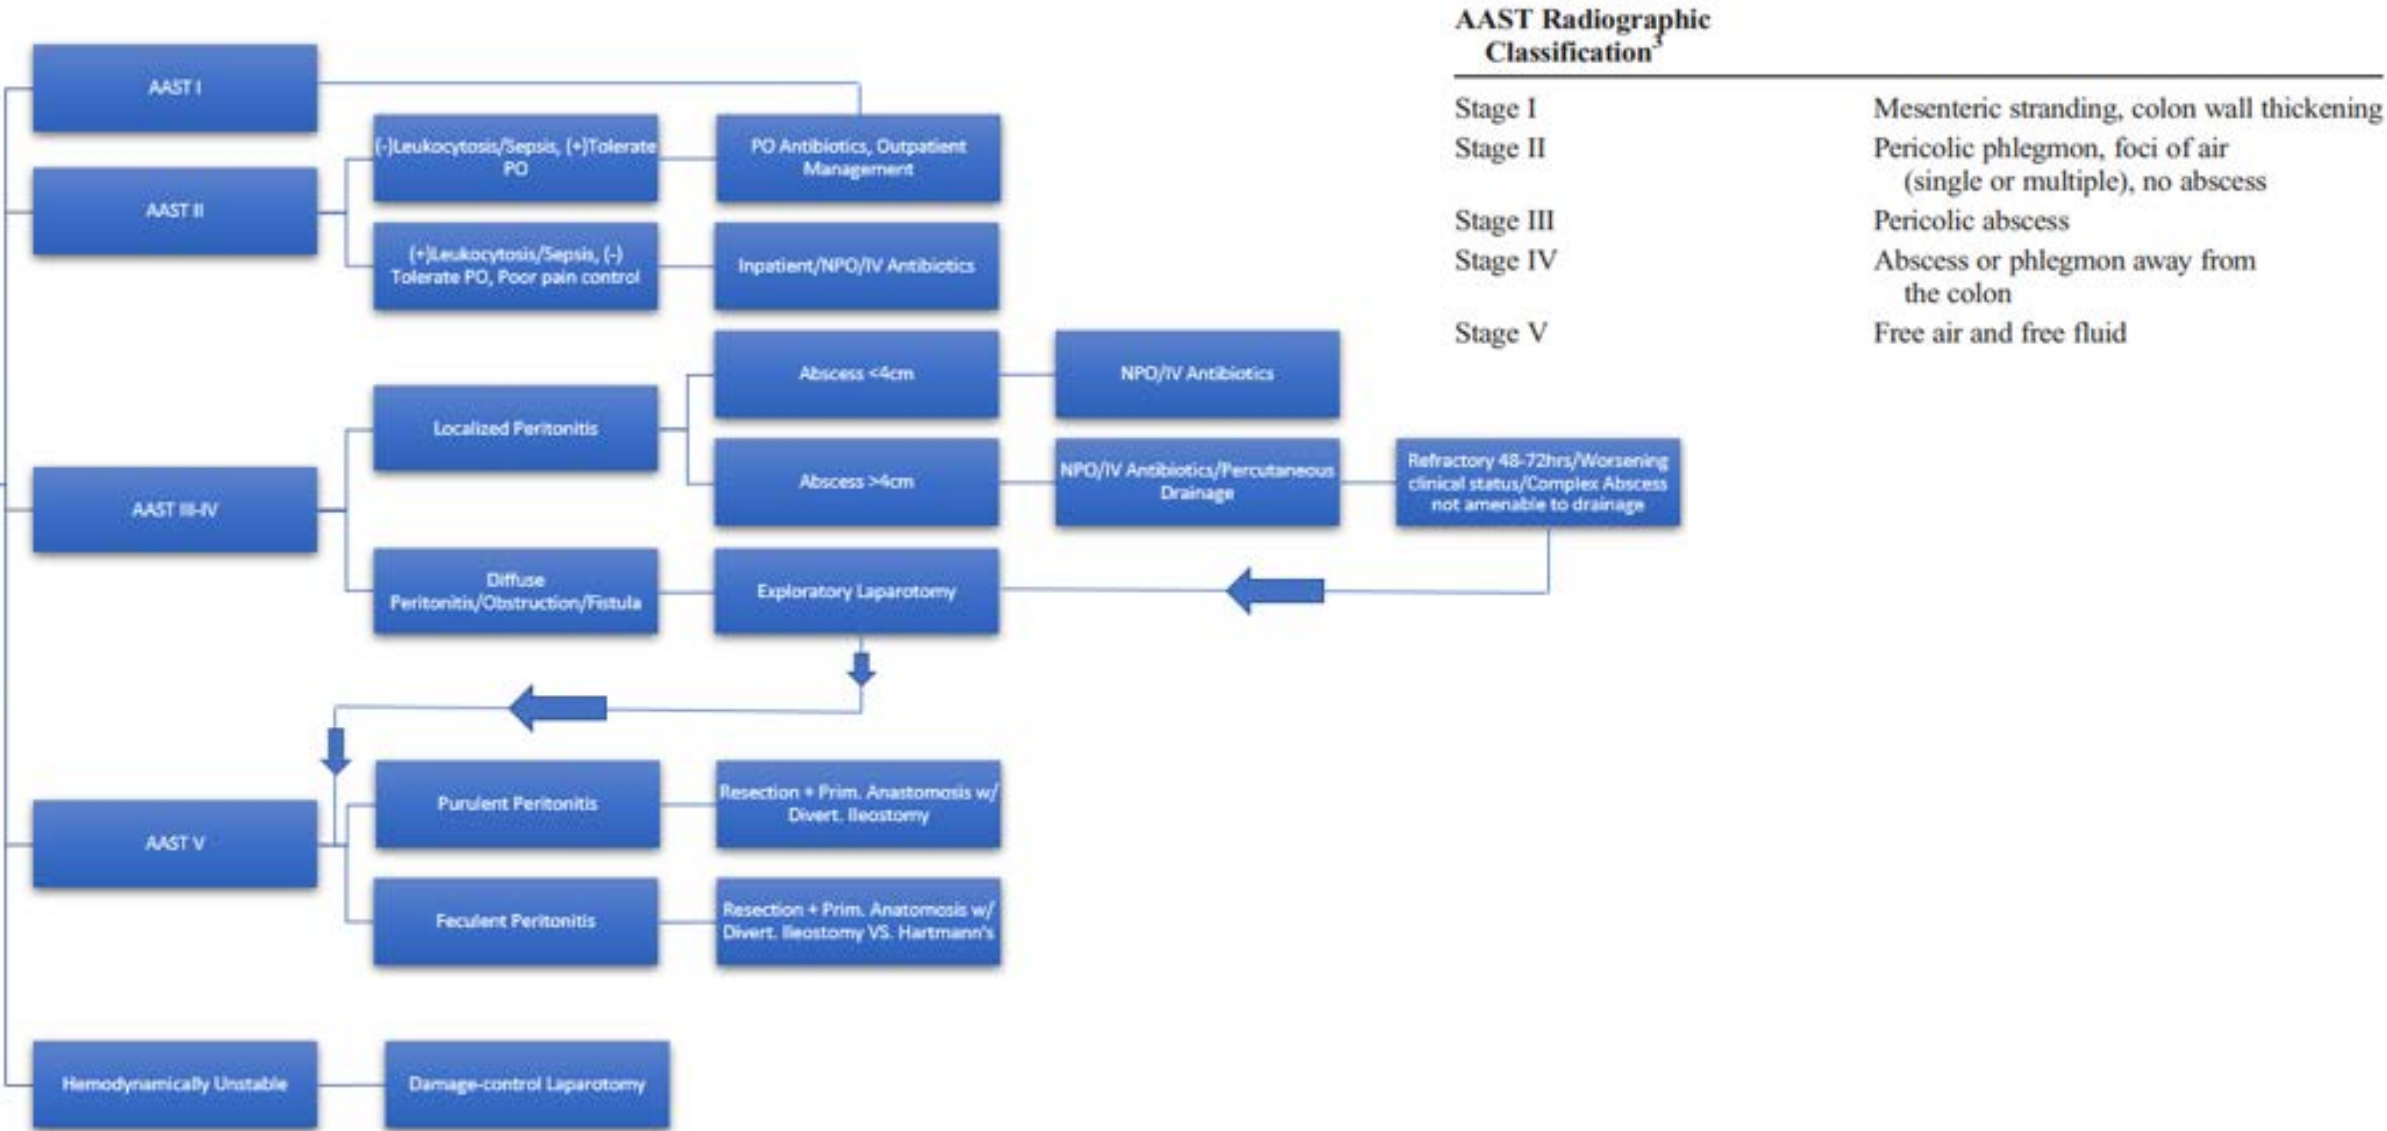 AAST Radiographic
Classification3
Stage I Mesenteric stranding, colon wall thickening
Stage II Pericolic phlegmon, foci of air
(single or multiple), no abscess
Stage III Pericolic abscess
Stage IV Abscess or phlegmon away from
the colon
Stage V Free air and free fluid
AAST I
AAST II
(-)Leukocytosis/Sepsis, (+)Tolerate
PO
PO Antibiotics, Outpatient
Management
(+)Leukocytosis/Sepsis, (-)
Tolerate PO, Poor pain control
Inpatient/NPO/IV Antibiotics
AAST III-IV
Localized Peritonitis
Abscess <4cm
NPO/IV Antibiotics
Abscess >4cm
NPO/IV Antibiotics/Percutaneous
Drainage
Refractory 48-72hrs/Worsening
clinical status/Complex Abscess
not amenable to drainage
Diffuse
Peritonitis/Obstruction/Fistula
Exploratory Laparotomy
AAST V
Purulent Peritonitis
Resection + Prim. Anastomosis w/
Divert. Ileostomy
Feculent Peritonitis
Resection + Prim. Anatomosis w/
Divert. Ileostomy VS. Hartmann's
Hemodynamically Unstable
Damage-control Laparotomy